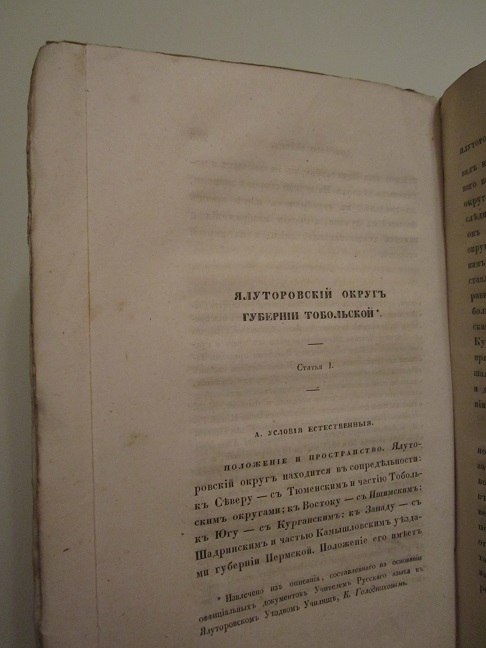 ЯЛУТОРОВСКІЙ ОКРУГЪ
ГУБЕРНІИ ТОБОЛЬСКОЙ*.
Статья I.
А. УСЛОВІЯ ЕСТЕСТВЕННЫЯ.
ПОЛОЖЕНІЕ И ПРОСТРАНСТВО. Ялуто-
ровскій округъ находится въ сопредѣльности:
къ Сѣверу — съ Тюменскимъ и частію Тоболь-
скимъ округами; къ Востоку — съ Ишимскимъ;
къ Югу — съ Курганскимъ; къ Западу — съ
Шадринскимъ и частью Камышловскимъ уѣзда-
ми губерніи Пермской. Положеніе его имѣетъ
* Извлечено изъ описанія, составленнаго на основаніи
оффиціальныхъ документовъ Учителемъ Русскаго языка въ
Ялуторовскомъ Уѣздномъ Училищѣ, К. Голодниковымъ.